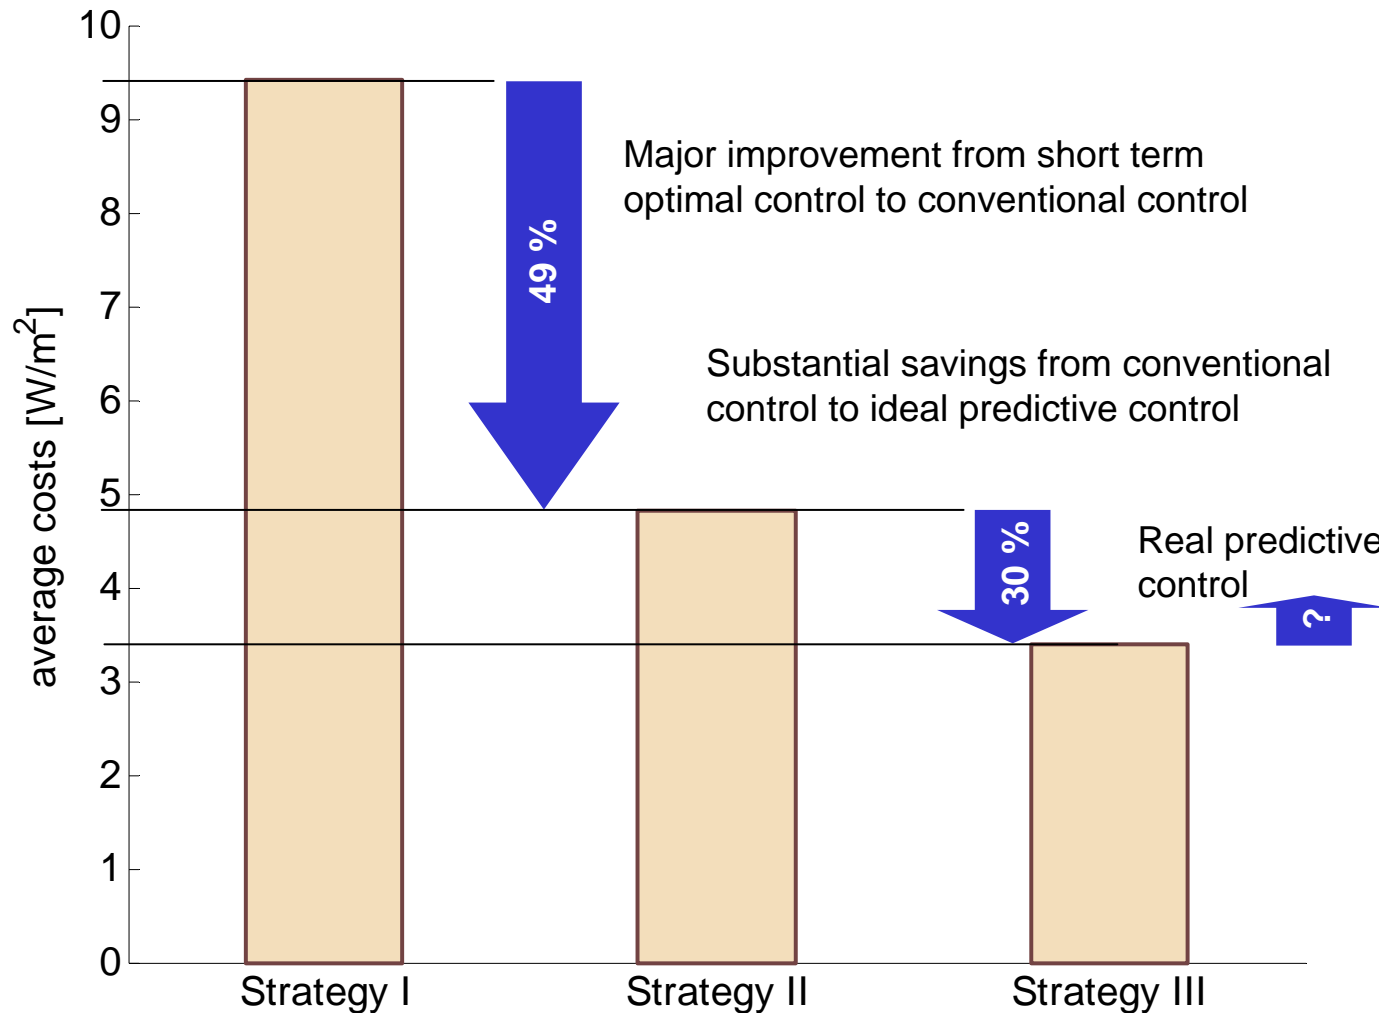 10
9
8
7
6
5
4
3
2
1
0
average costs [W/m²]
49 %
Major improvement from short term
optimal control to conventional control
Substantial savings from conventional
control to ideal predictive control
30 %
Real predictive
control
?
Strategy I
Strategy II
Strategy III